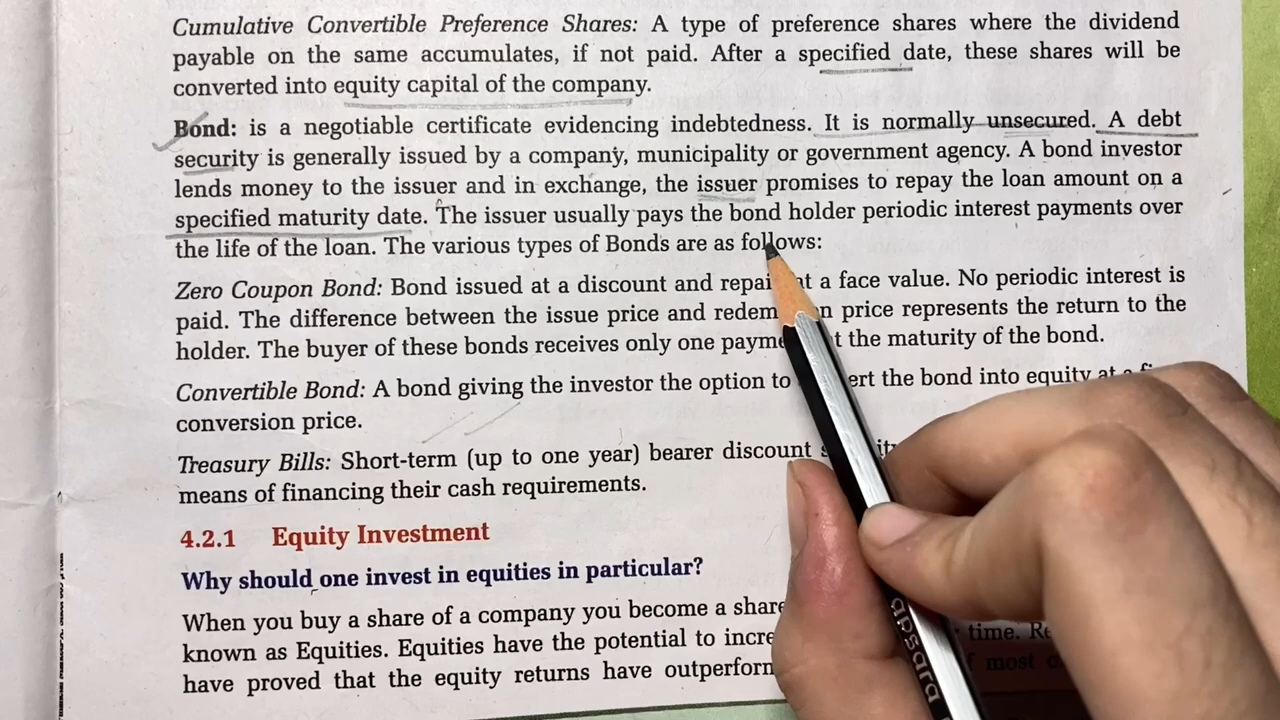 Cumulative Convertible Preference Shares: A type of preference shares where the dividend
payable on the same accumulates, if not paid. After a specified date, these shares will be
converted into equity capital of the company.
Bond: is a negotiable certificate evidencing indebtedness. It is normally unsecured. A debt
security is generally issued by a company, municipality or government agency. A bond investor
lends money to the issuer and in exchange, the issuer promises to repay the loan amount on a
specified maturity date. The issuer usually pays the bond holder periodic interest payments over
the life of the loan. The various types of Bonds are as follows:
Zero Coupon Bond: Bond issued at a discount and at a face value. No periodic interest is
paid. The difference between the issue price and price represents the return to the
holder. The buyer of these bonds receives only one the maturity of the bond.
Convertible Bond: A bond giving the investor the option to the bond into equity at
conversion price.
Treasury Bills: Short-term (up to one year) bearer discount
means of financing their cash requirements.
4.2.1 Equity Investment
Why should one invest in equities in particular?
When you buy a share of a company you become a
known as Equities. Equities have the potential to time.
have proved that the equity returns have most
apsara